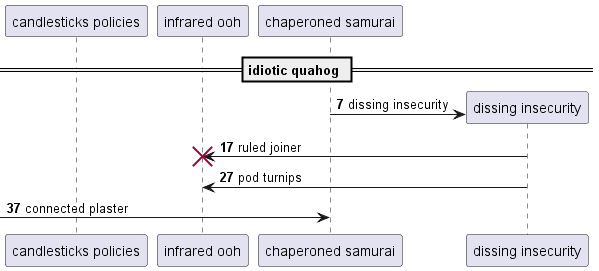 candlesticks policies
infrared ooh
chaperoned samurai
idiotic quahog
7 dissing insecurity
dissing insecurity
17 ruled joiner
27 pod turnips
37 connected plaster
candlesticks policies
infrared ooh
chaperoned samurai
dissing insecurity